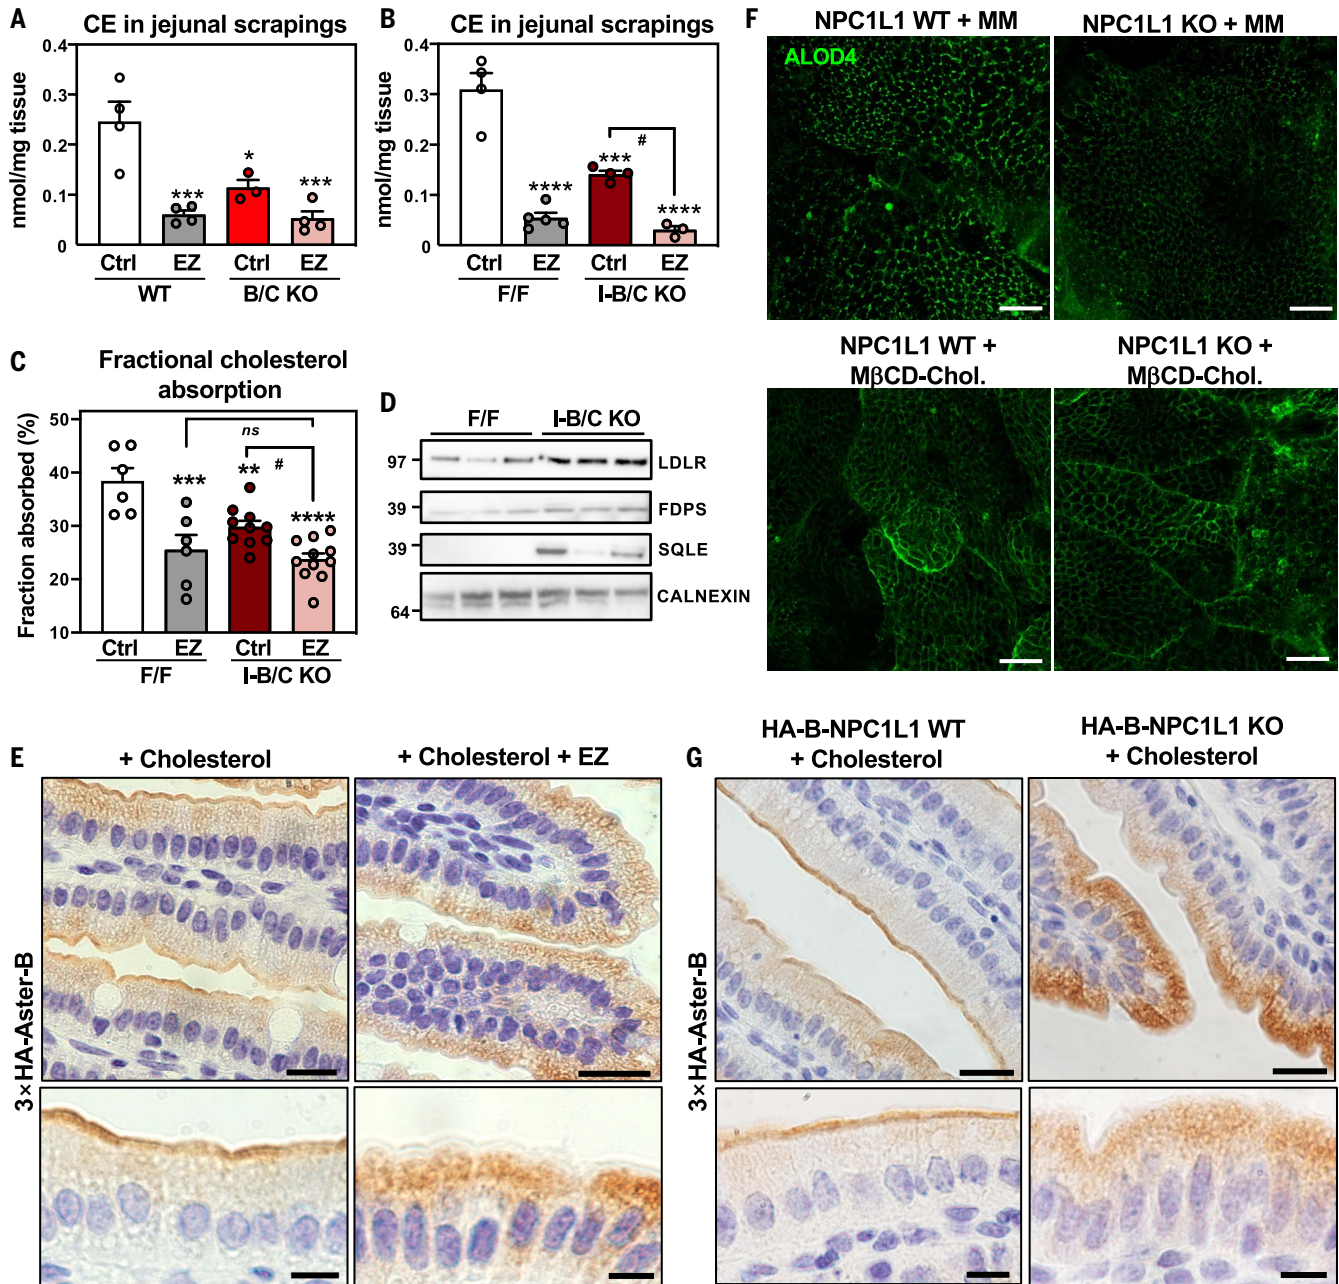 A
CE in jejunal scrapings
nmol/mg tissue
0.4
0.3
0.2
0.1
0
***
*
***
Ctrl EZ Ctrl EZ
WT B/C KO
B
CE in jejunal scrapings
nmol/mg tissue
0.4
0.3
0.2
0.1
0
****
***
#
****
Ctrl EZ Ctrl EZ
F/F I-B/C KO
C
Fractional cholesterol
absorption
Fraction absorbed (%)
50
40
30
20
10
ns
***
**
#
****
Ctrl EZ Ctrl EZ
F/F I-B/C KO
D
F/F I-B/C KO
97 LDLR
39 FDPS
39 SQLE
64 CALNEXIN
F
NPC1L1 WT + MM
NPC1L1 KO + MM
ALOD4
NPC1L1 WT +
MβCD-Chol.
NPC1L1 KO +
MβCD-Chol.
E
+ Cholesterol
+ Cholesterol + EZ
3×HA-Aster-B
G
HA-B-NPC1L1 WT
+ Cholesterol
HA-B-NPC1L1 KO
+ Cholesterol
3×HA-Aster-B